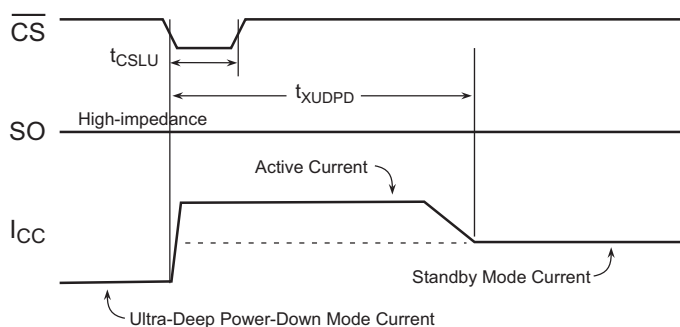 CS
tCSLU
tXUDPD
High-impedance
SO
Active Current
ICC
Standby Mode Current
Ultra-Deep Power-Down Mode Current